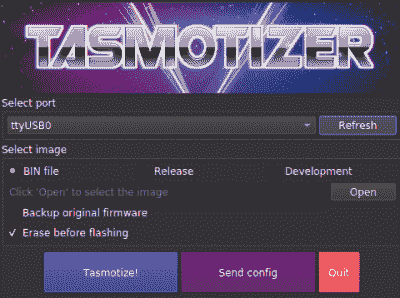 TASMOTIZER
Select port
ttyUSB0 Refresh
Select image
BIN file Release Development
Click 'Open' to select the image Open
Backup original firmware
Erase before flashing
Tasmotize! Send config Quit